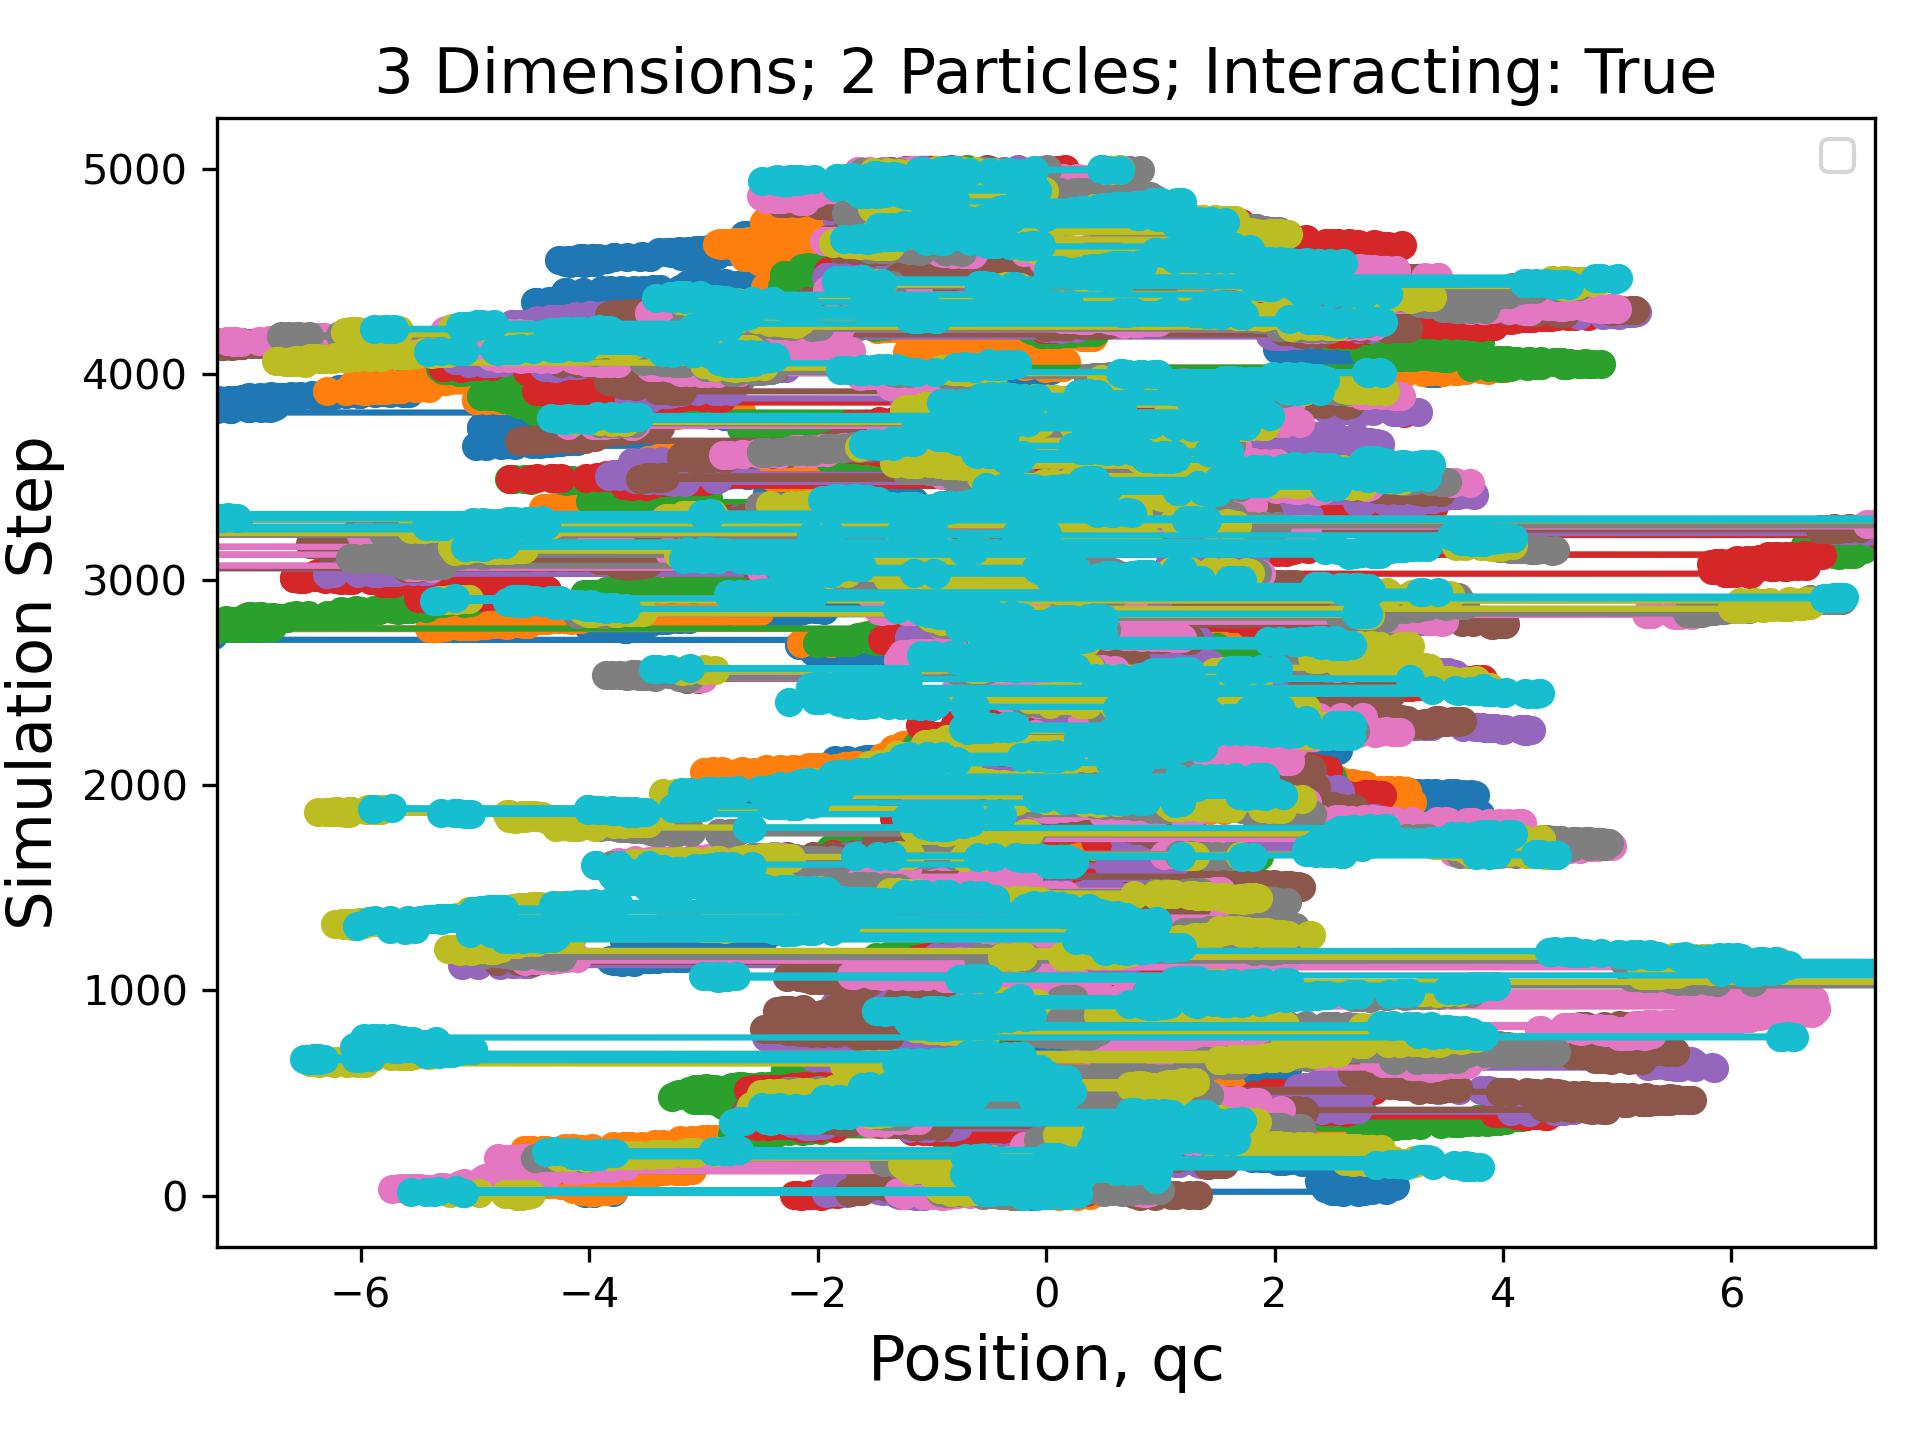 3 Dimensions; 2 Particles; Interacting: True
5000
4000
3000
2000
1000
0
Simulation Step
−6 −4 −2 0 2 4 6
Position, qc